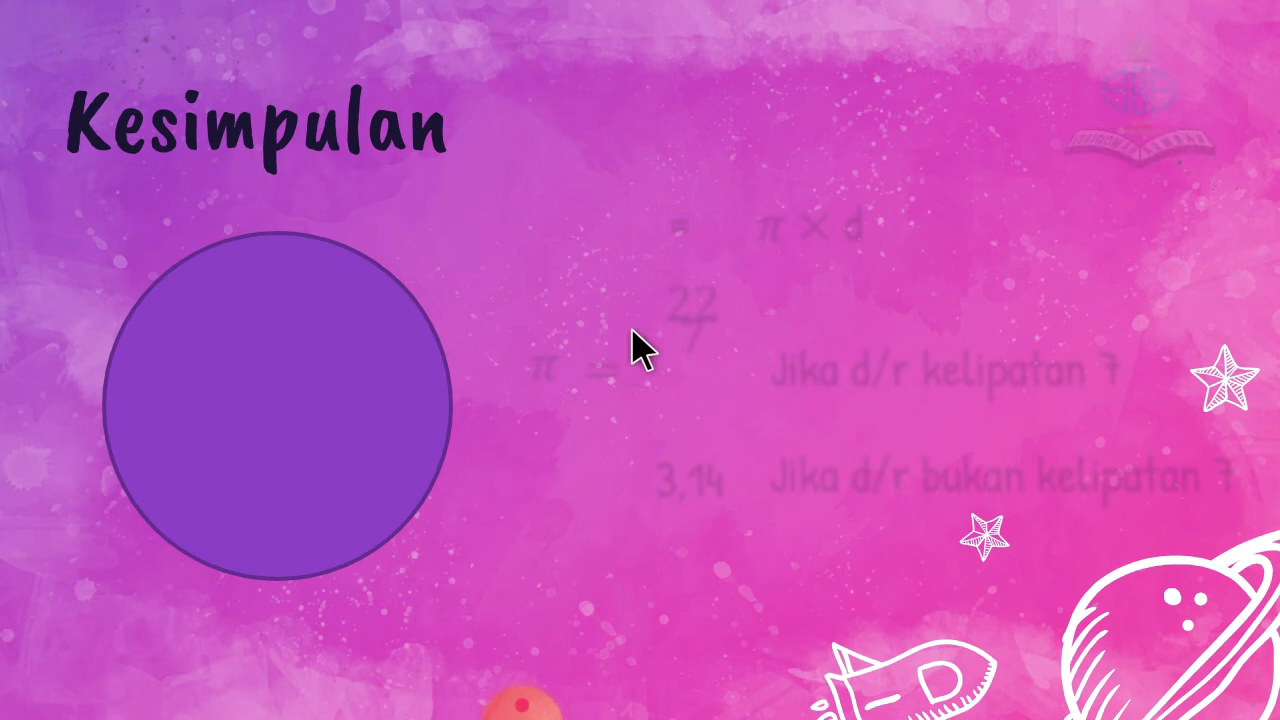 Kesimpulan
= π × d
22
7
π =
Jika d/r kelipatan 7
3,14 Jika d/r bukan kelipatan 7